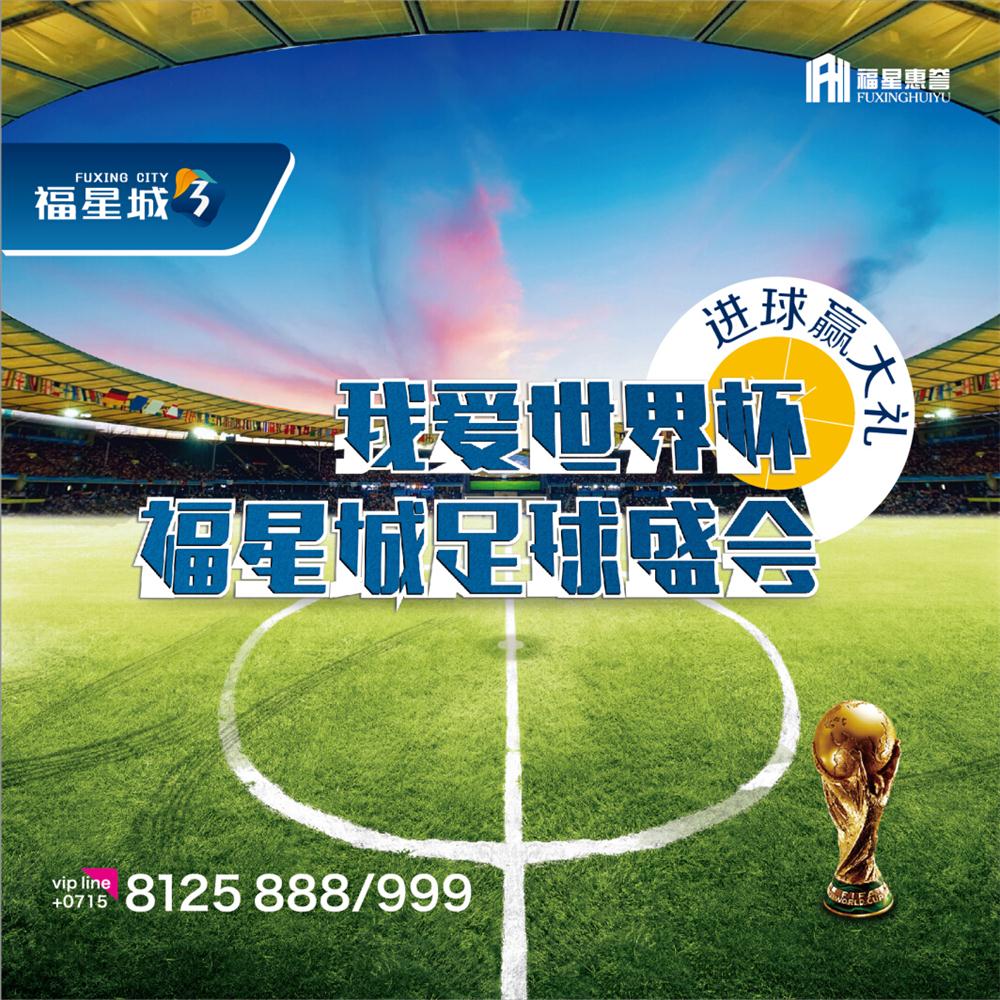 福星惠誉
FUXINGHUIYU
FUXING CITY
福星城 3
进球赢大礼
我爱世界杯
福星城足球盛会
vip line
+0715
8125 888/999
FIFA
WORLD CUP